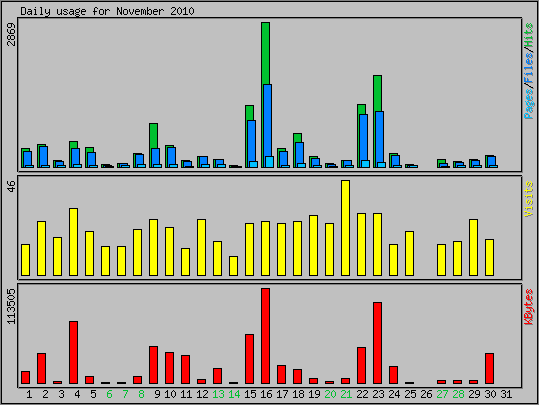 Daily usage for November 2010
2869
Pages/Files/Hits
46
Visits
113505
KBytes
1 2 3 4 5 6 7 8 9 10 11 12 13 14 15 16 17 18 19 20 21 22 23 24 25 26 27 28 29 30 31